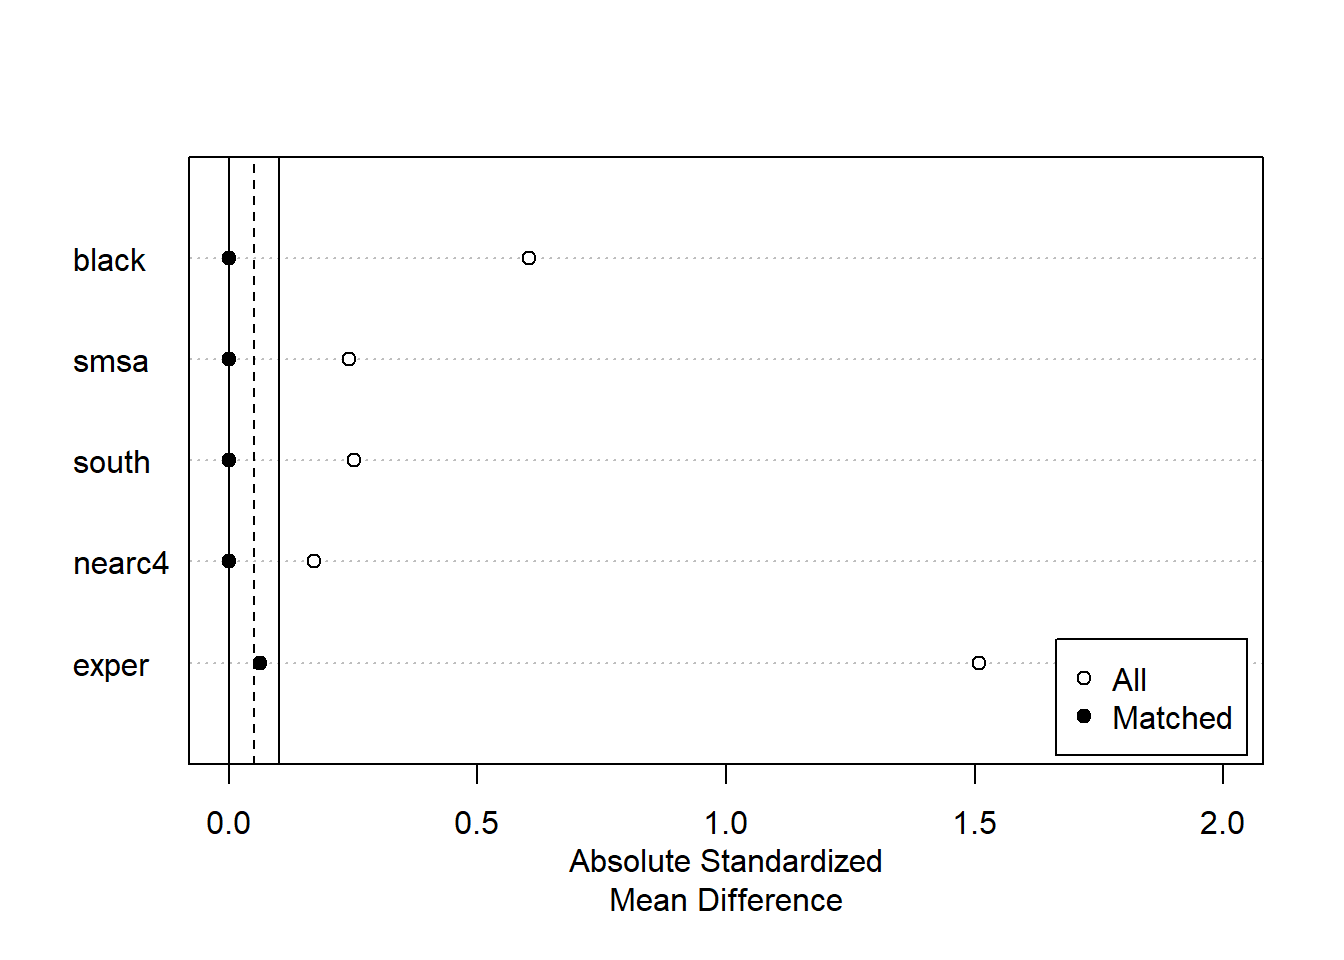 black
smsa
south
nearc4
exper
All
Matched
0.0 0.5 1.0 1.5 2.0
Absolute Standardized
Mean Difference